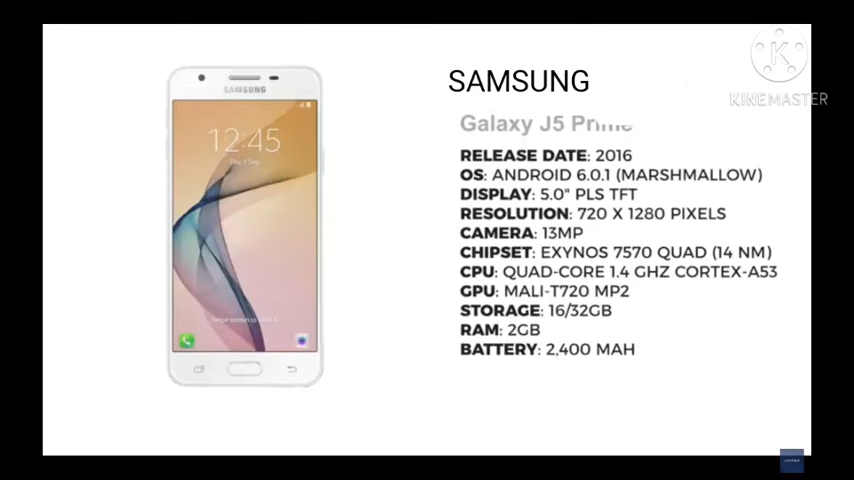 SAMSUNG
12:45
SAMSUNG
Galaxy J5 Prime
RELEASE DATE: 2016
OS: ANDROID 6.0.1 (MARSHMALLOW)
DISPLAY: 5.0" PLS TFT
RESOLUTION: 720 X 1280 PIXELS
CAMERA: 13MP
CHIPSET: EXYNOS 7570 QUAD (14 NM)
CPU: QUAD-CORE 1.4 GHZ CORTEX-A53
GPU: MALI-T720 MP2
STORAGE: 16/32GB
RAM: 2GB
BATTERY: 2,400 MAH
K
KINEMASTER